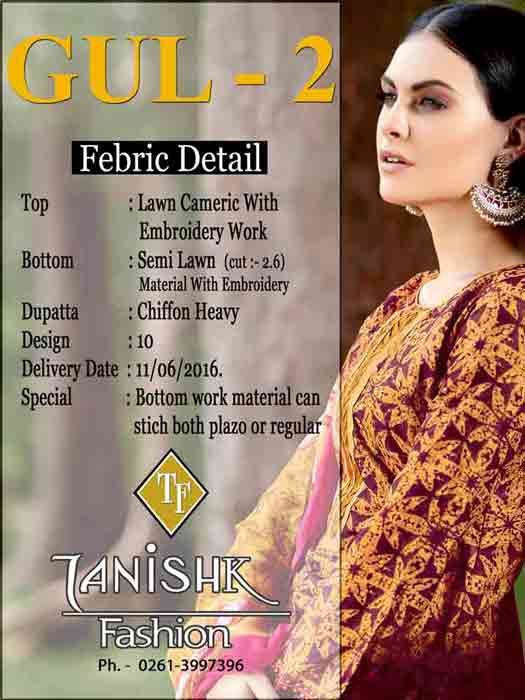 GUL - 2
Febric Detail
Top : Lawn Cameric With
Embroidery Work
Bottom : Semi Lawn (cut :- 2.6)
Material With Embroidery
Dupatta : Chiffon Heavy
Design : 10
Delivery Date : 11/06/2016.
Special : Bottom work material can
stich both plazo or regular
TF
TANiSHK
Fashion
Ph. - 0261-3997396